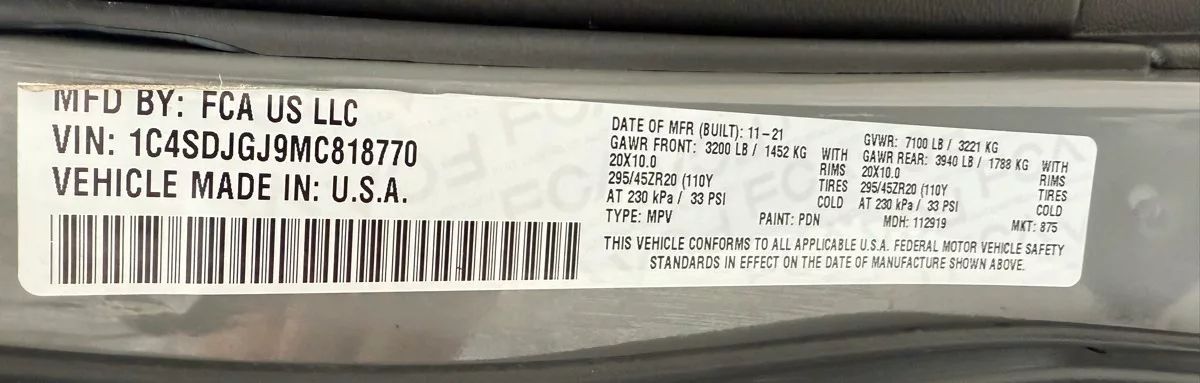 MFD BY: FCA US LLC
VIN: 1C4SDJGJ9MC818770
VEHICLE MADE IN: U.S.A.
DATE OF MFR (BUILT): 11-21
GAWR FRONT: 3200 LB / 1452 KG WITH
20X10.0 RIMS
295/45ZR20 (110Y TIRES
AT 230 kPa / 33 PSI COLD
TYPE: MPV PAINT: PDN
GVWR: 7100 LB / 3221 KG
GAWR REAR: 3940 LB / 1788 KG WITH
20X10.0 RIMS
295/45ZR20 (110Y TIRES
AT 230 kPa / 33 PSI COLD
MDH: 112919 MKT: 875
THIS VEHICLE CONFORMS TO ALL APPLICABLE U.S.A. FEDERAL MOTOR VEHICLE SAFETY
STANDARDS IN EFFECT ON THE DATE OF MANUFACTURE SHOWN ABOVE.